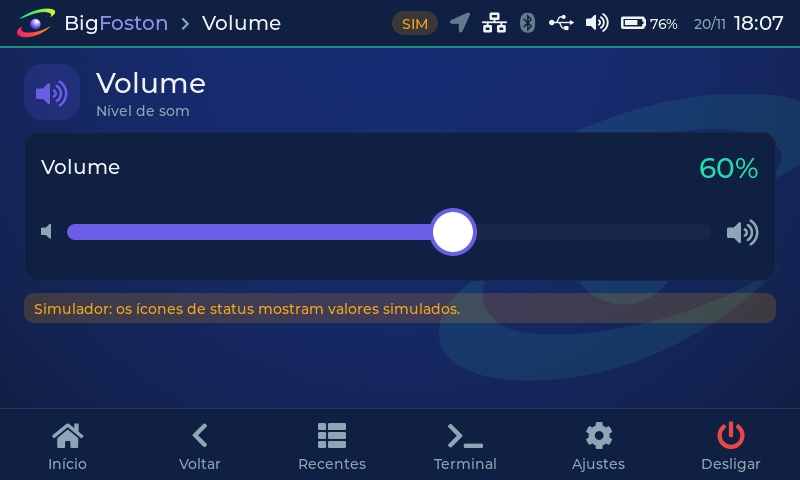 BigFoston > Volume
SIM
76%
20/11 18:07
Volume
Nível de som
Volume
60%
Simulador: os ícones de status mostram valores simulados.
Início
Voltar
Recentes
Terminal
Ajustes
Desligar